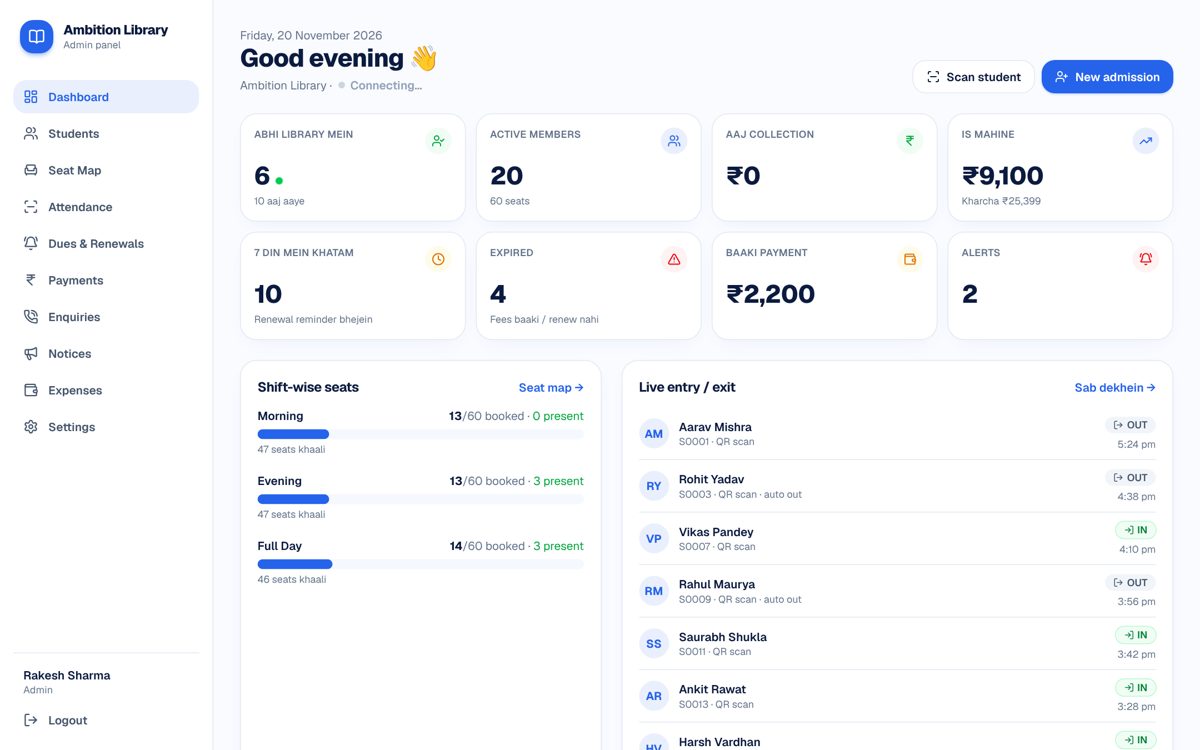 Ambition Library
Admin panel
Dashboard
Students
Seat Map
Attendance
Dues & Renewals
Payments
Enquiries
Notices
Expenses
Settings
Rakesh Sharma
Admin
Logout
Friday, 20 November 2026
Good evening 👋
Ambition Library · Connecting...
Scan student
New admission
ABHI LIBRARY MEIN
6
10 aaj aaye
ACTIVE MEMBERS
20
60 seats
AAJ COLLECTION
₹
₹0
IS MAHINE
₹9,100
Kharcha ₹25,399
7 DIN MEIN KHATAM
10
Renewal reminder bhejein
EXPIRED
4
Fees baaki / renew nahi
BAAKI PAYMENT
₹2,200
ALERTS
2
Shift-wise seats
Seat map →
Morning
13/60 booked · 0 present
47 seats khaali
Evening
13/60 booked · 3 present
47 seats khaali
Full Day
14/60 booked · 3 present
46 seats khaali
Live entry / exit
Sab dekhein →
AM
Aarav Mishra
S0001 · QR scan
OUT
5:24 pm
RY
Rohit Yadav
S0003 · QR scan · auto out
OUT
4:38 pm
VP
Vikas Pandey
S0007 · QR scan
IN
4:10 pm
RM
Rahul Maurya
S0009 · QR scan · auto out
OUT
3:56 pm
SS
Saurabh Shukla
S0011 · QR scan
IN
3:42 pm
AR
Ankit Rawat
S0013 · QR scan
IN
3:28 pm
HV
Harsh Vardhan
IN